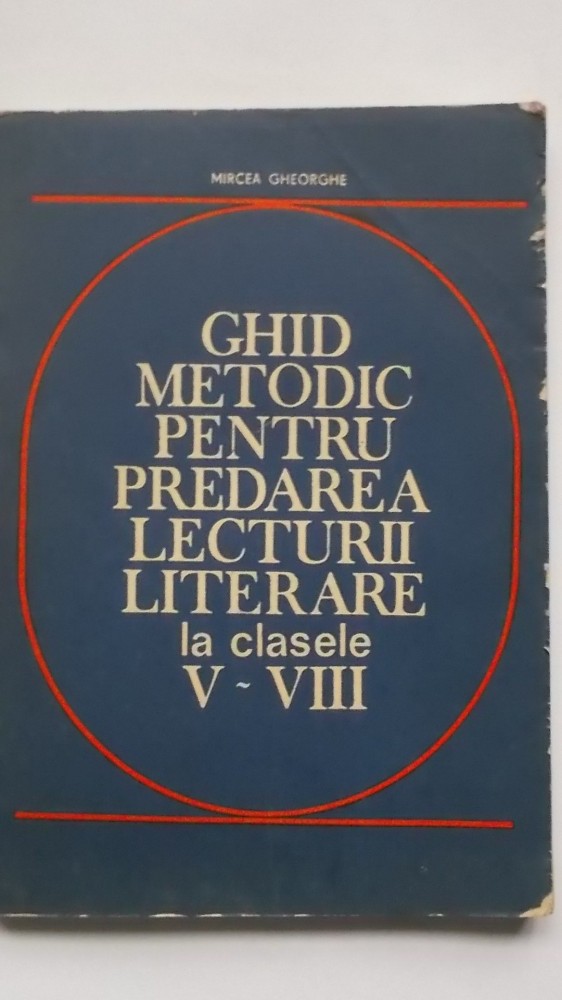 MIRCEA GHEORGHE
GHID
METODIC
PENTRU
PREDAREA
LECTURII
LITERARE
la clasele
V ~ VIII